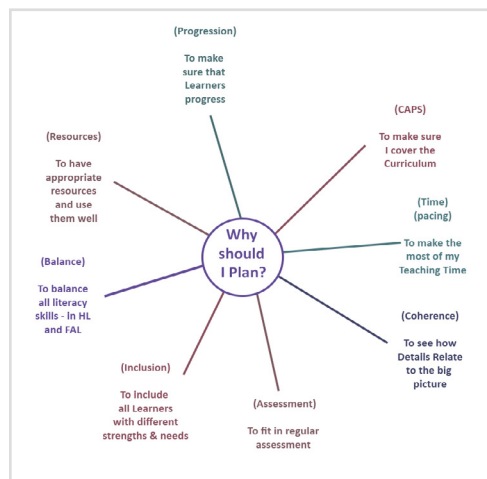 (Progression)
To make
sure that
Learners
progress
(CAPS)
To make sure
I cover the
Curriculum
(Resources)
To have
appropriate
resources
and use
them well
(Time)
(pacing)
To make the
most of my
Teaching Time
Why
should
I Plan?
(Balance)
To balance
all literacy
skills - in HL
and FAL
(Coherence)
To see how
Details Relate
to the big
picture
(Inclusion)
To include
all Learners
with different
strengths & needs
(Assessment)
To fit in regular
assessment